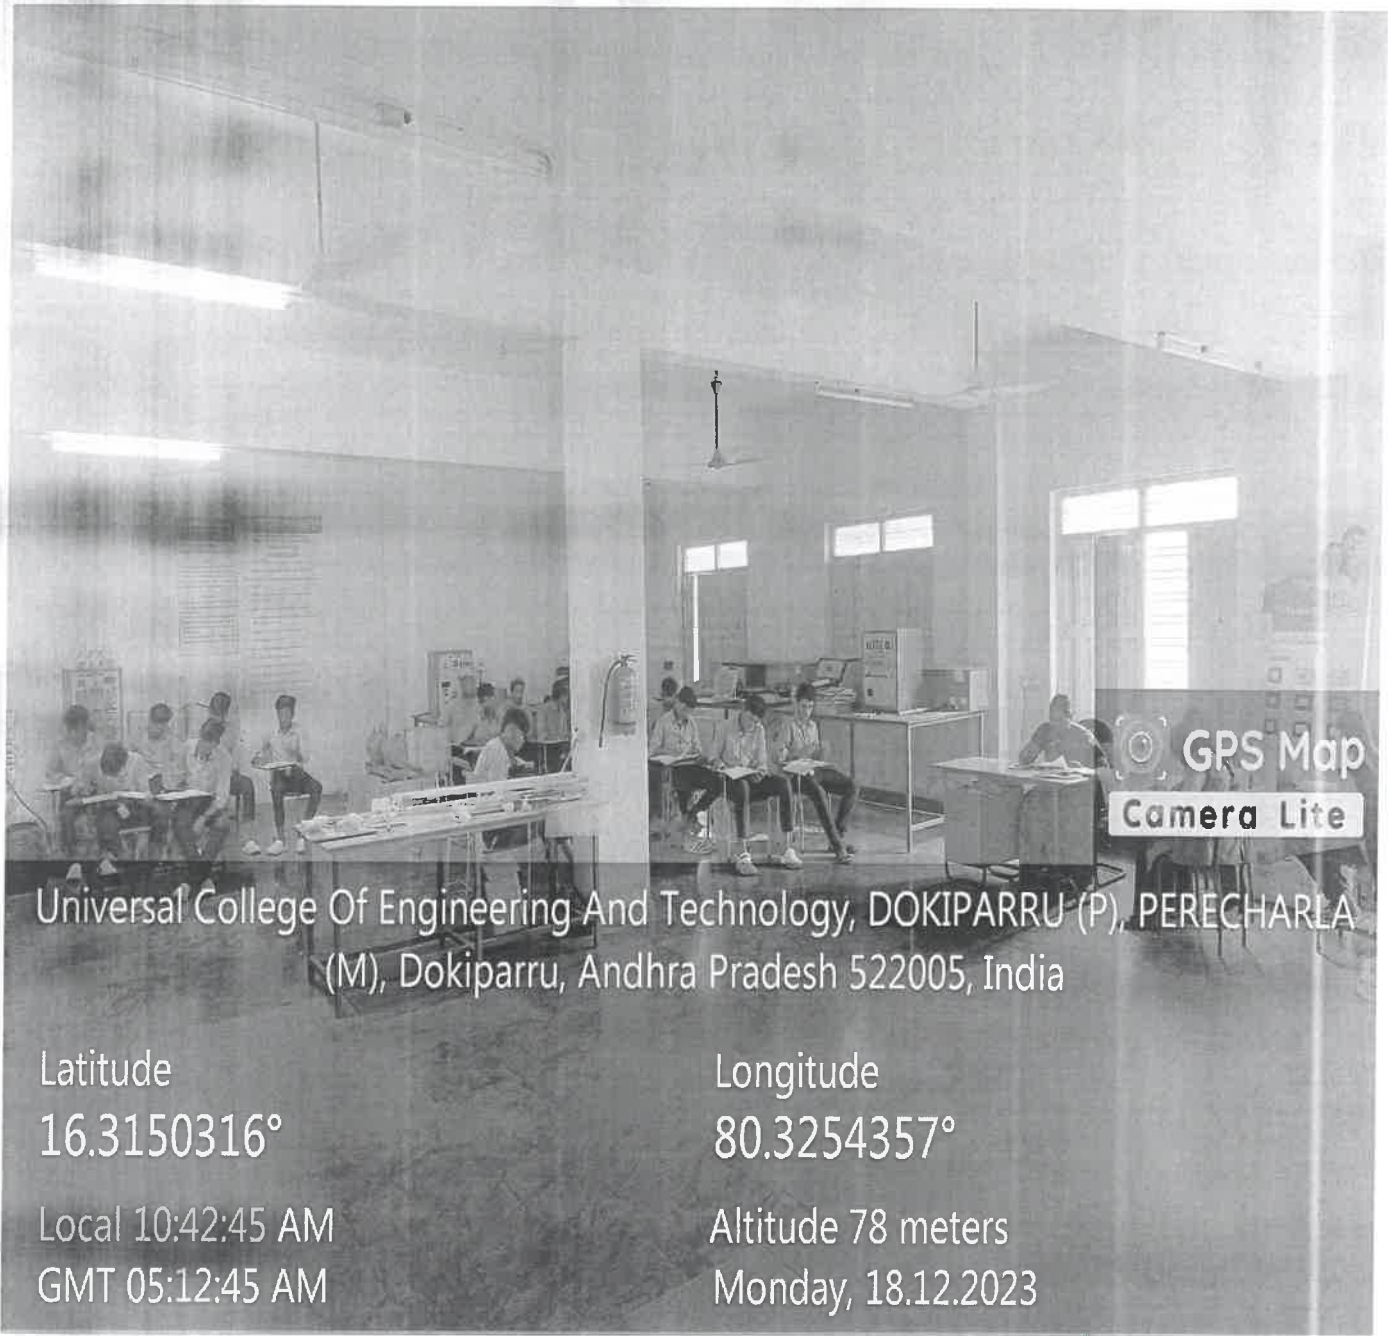 GPS Map
Camera Lite
Universal College Of Engineering And Technology, DOKIPARRU (P), PERECHARLA
(M), Dokiparru, Andhra Pradesh 522005, India
Latitude
16.3150316°
Longitude
80.3254357°
Local 10:42:45 AM
GMT 05:12:45 AM
Altitude 78 meters
Monday, 18.12.2023